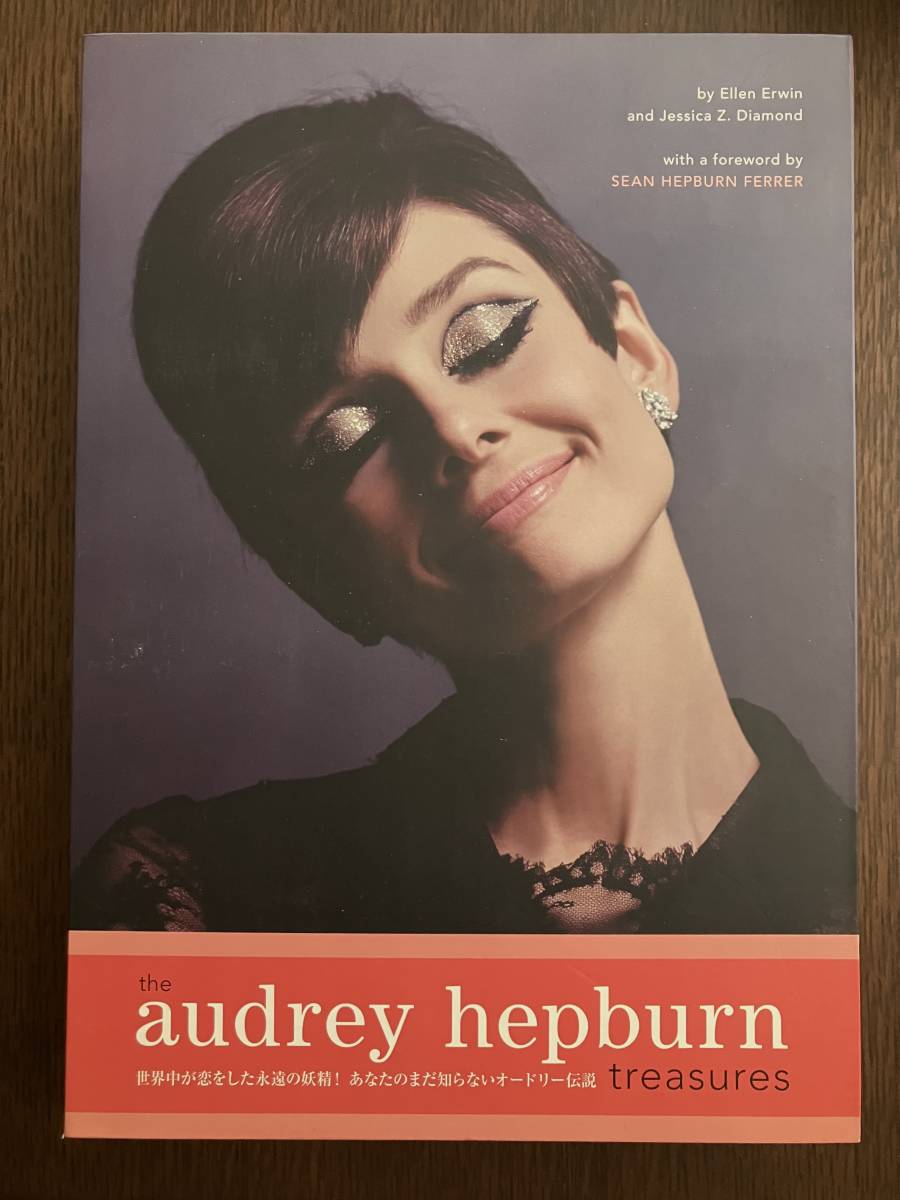 by Ellen Erwin
and Jessica Z. Diamond
with a foreword by
SEAN HEPBURN FERRER
the
audrey hepburn
世界中が恋をした永遠の妖精! あなたのまだ知らないオードリー伝説 treasures